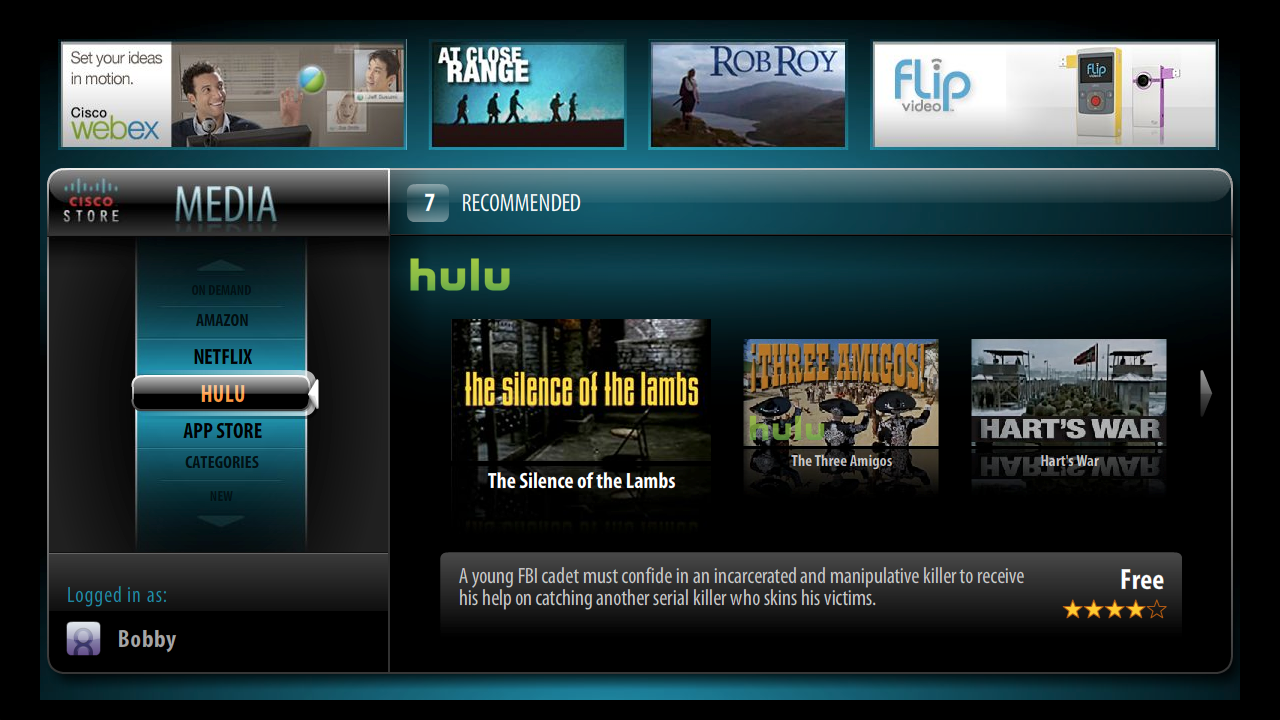 Set your ideas
in motion.
Cisco
webex
Jeff Susumi
AT CLOSE
RANGE
ROB ROY
flip
video
flip
CISCO
STORE
MEDIA
7
RECOMMENDED
ON DEMAND
AMAZON
NETFLIX
HULU
APP STORE
CATEGORIES
NEW
hulu
the silence of the lambs
The Silence of the Lambs
¡THREE AMIGOS!
hulu
The Three Amigos
HART'S WAR
Hart's War
A young FBI cadet must confide in an incarcerated and manipulative killer to receive
his help on catching another serial killer who skins his victims.
Free
Logged in as:
Bobby